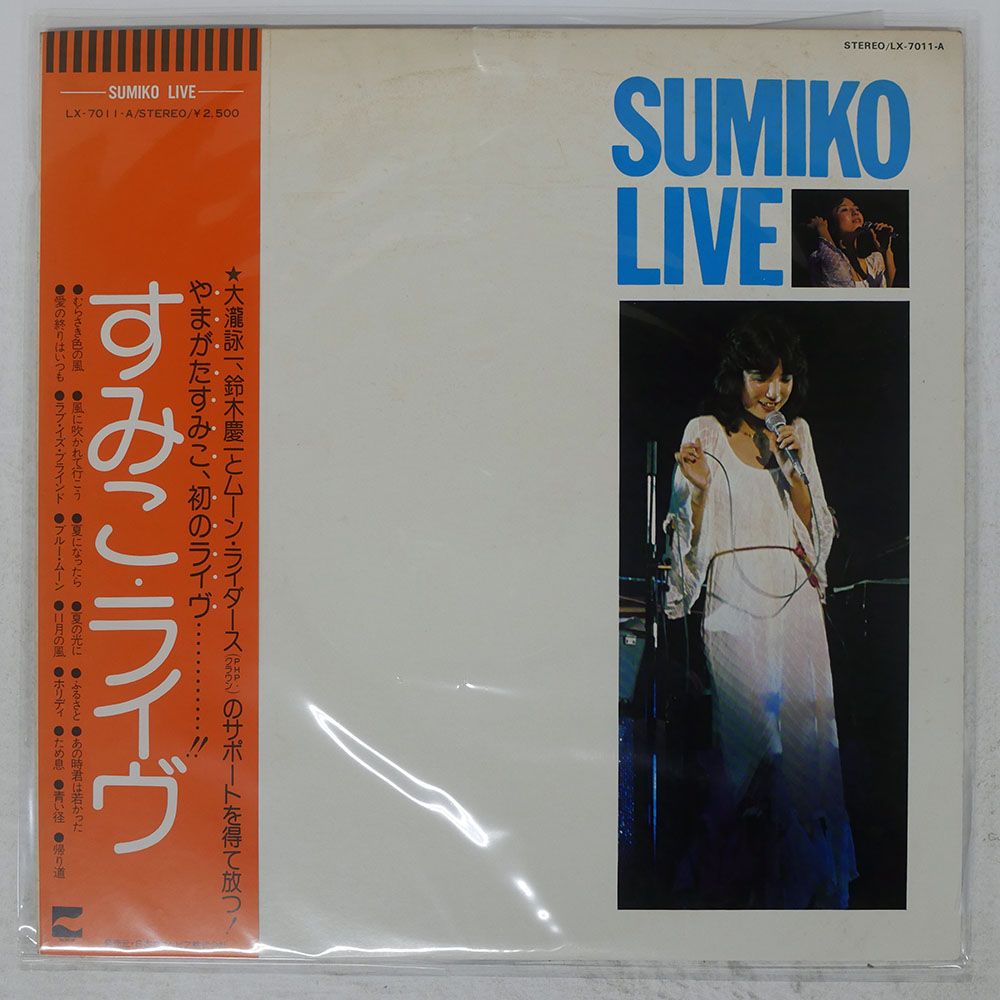 STEREO/LX-7011-A
SUMIKO
LIVE
SUMIKO LIVE
LX-7011-A/STEREO/¥2,500
★大瀧詠一、鈴木慶一とムーン・ライダース(PHP・クラウン)のサポートを得て放つ!
やまがたすみこ、初のライヴ…………!!
すみこ・ライヴ
●むらさき色の風 ●風に吹かれて行こう ●夏になったら ●夏の光に ●ふるさと ●あの時君は若かった
●愛の終りはいつも ●ラブ・イズ・ブラインド ●ブルー・ムーン ●11月の風 ●ホリディ ●ため息 ●青い径 ●帰り道